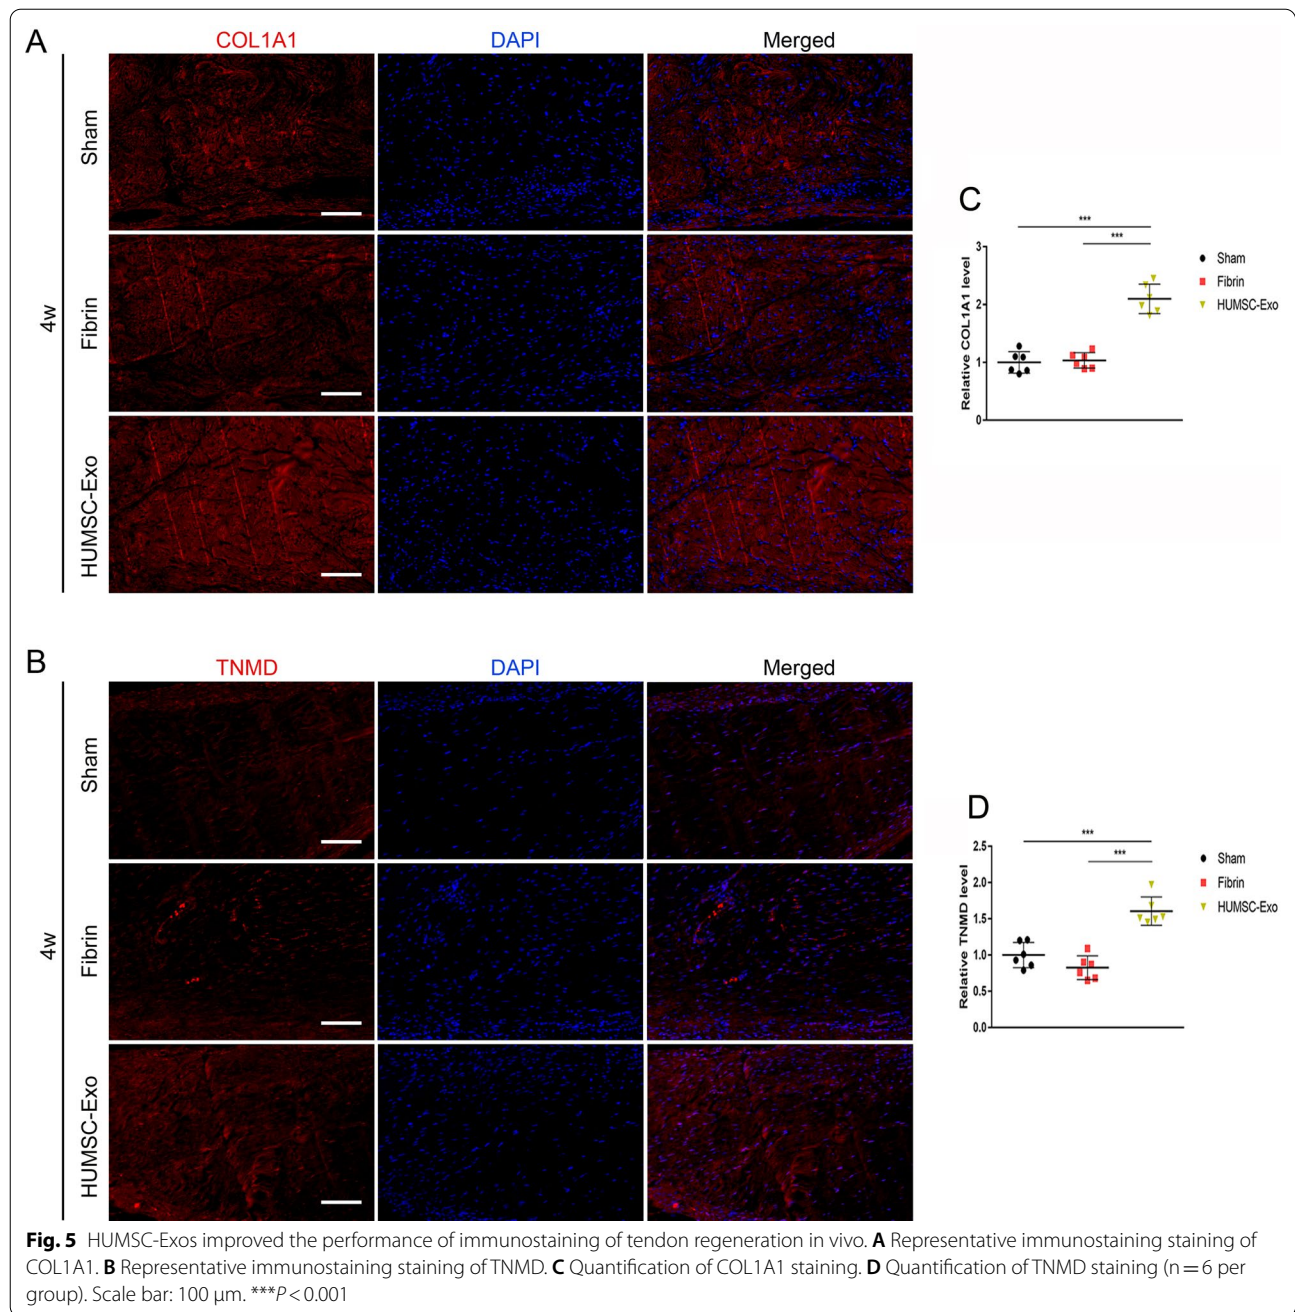 A
COL1A1 DAPI Merged
4w
Sham
Fibrin
HUMSC-Exo
C
***
***
Relative COL1A1 level
3
2
1
0
Sham
Fibrin
HUMSC-Exo
B
TNMD DAPI Merged
4w
Sham
Fibrin
HUMSC-Exo
D
***
***
Relative TNMD level
2.5
2.0
1.5
1.0
0.5
0.0
Sham
Fibrin
HUMSC-Exo
Fig. 5 HUMSC-Exos improved the performance of immunostaining of tendon regeneration in vivo. A Representative immunostaining staining of
COL1A1. B Representative immunostaining staining of TNMD. C Quantification of COL1A1 staining. D Quantification of TNMD staining (n = 6 per
group). Scale bar: 100 μm. ***P < 0.001